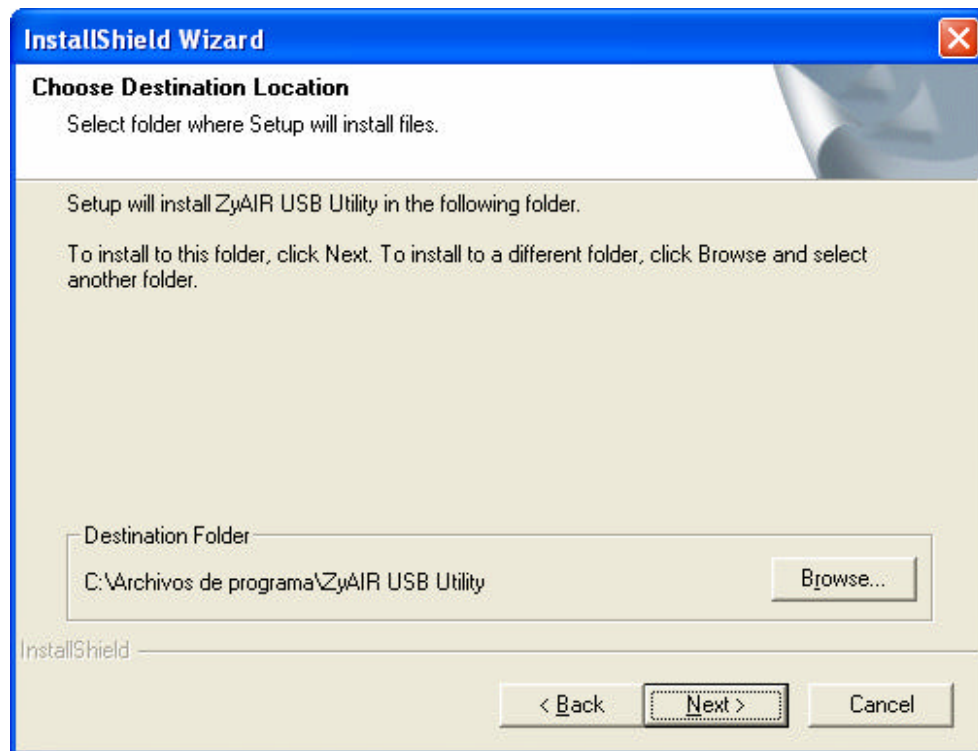 InstallShield Wizard
Choose Destination Location
Select folder where Setup will install files.
Setup will install ZyAIR USB Utility in the following folder.
To install to this folder, click Next. To install to a different folder, click Browse and select
another folder.
Destination Folder
C:\Archivos de programa\ZyAIR USB Utility
Browse...
InstallShield
< Back
Next >
Cancel